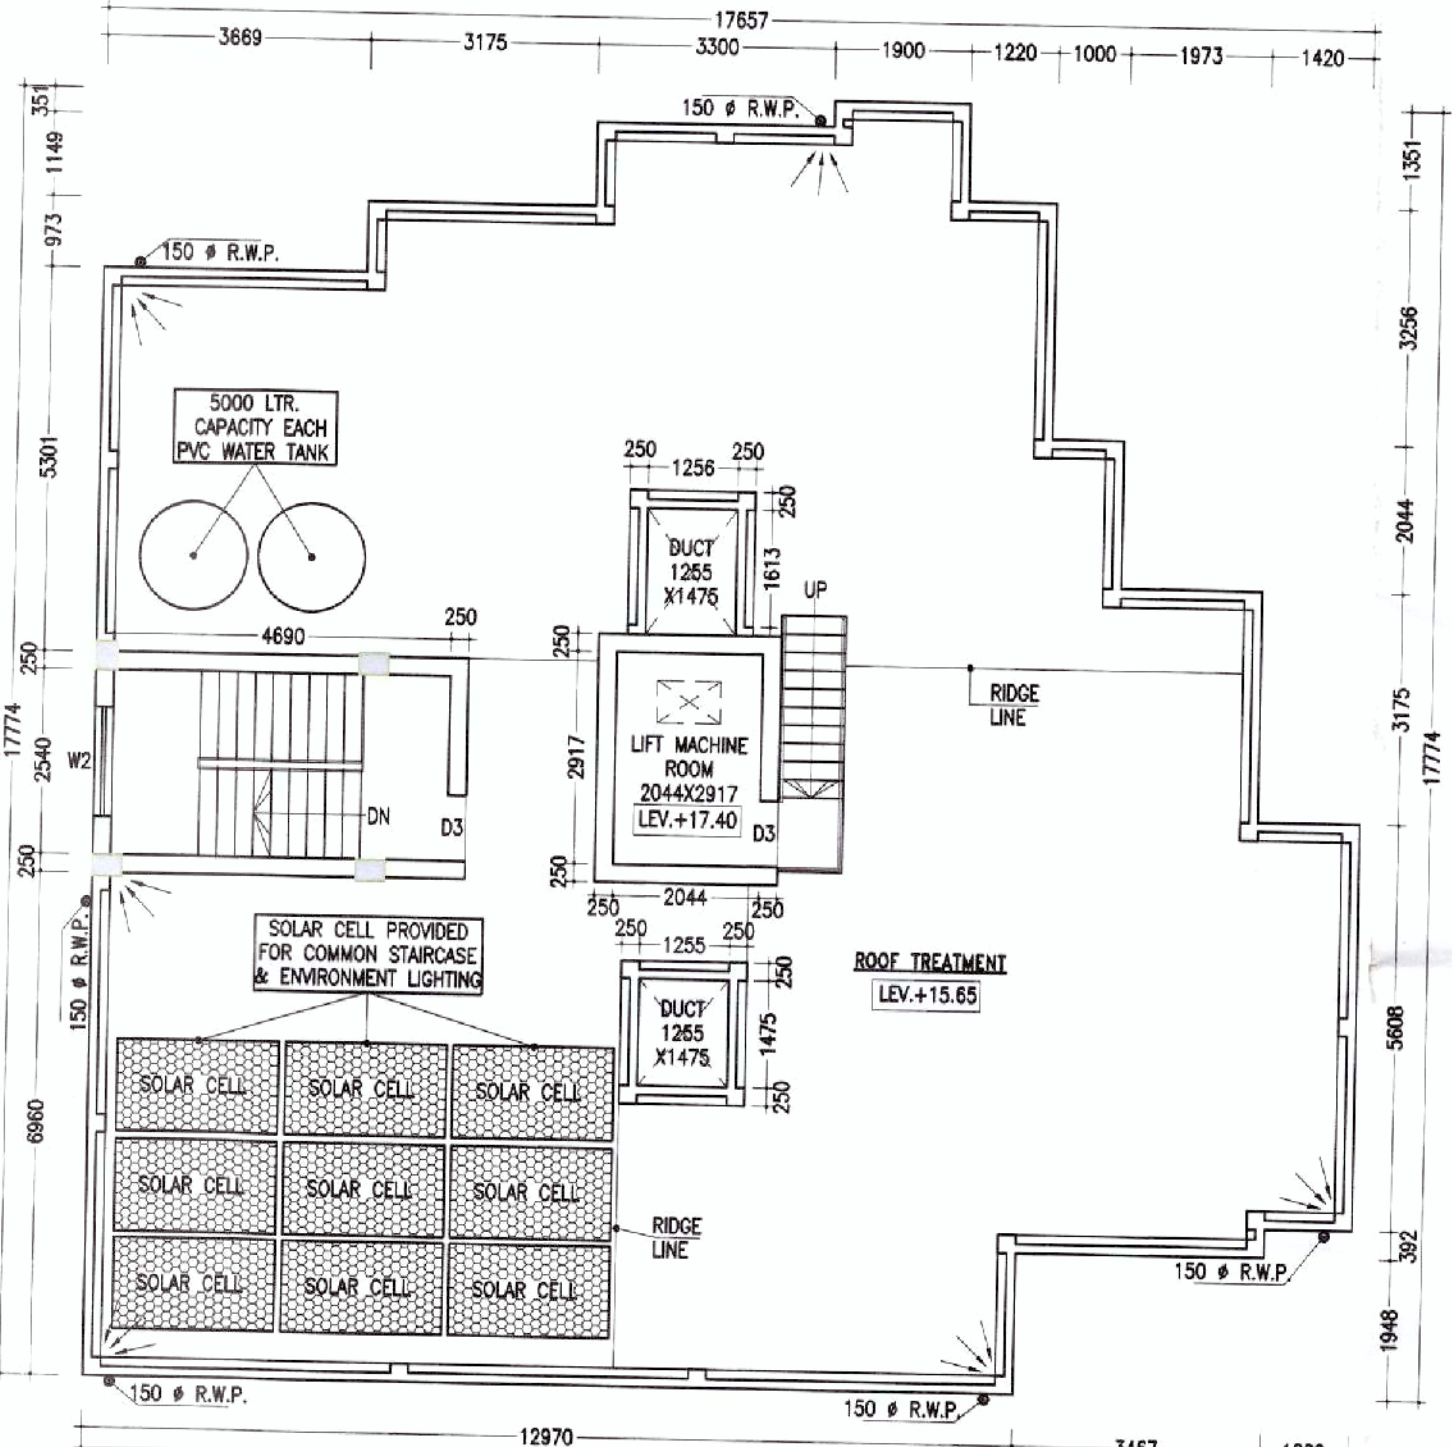 17657
3669
3175
3300
1900
1220
1000
1973
1420
351
1149
973
5301
250
2540
250
6960
17774
1351
3256
2044
3175
5608
392
1948
17774
150 ø R.W.P.
150 ø R.W.P.
5000 LTR.
CAPACITY EACH
PVC WATER TANK
250
1256
250
250
DUCT
1255
X1475
1613
UP
4690
250
250
2917
250
RIDGE
LINE
W2
DN
D3
LIFT MACHINE
ROOM
2044X2917
LEV.+17.40
D3
250
2044
250
250
1255
250
250
DUCT
1255
X1475
1475
250
150 ø R.W.P.
SOLAR CELL PROVIDED
FOR COMMON STAIRCASE
& ENVIRONMENT LIGHTING
ROOF TREATMENT
LEV.+15.65
SOLAR CELL
SOLAR CELL
SOLAR CELL
SOLAR CELL
SOLAR CELL
SOLAR CELL
SOLAR CELL
SOLAR CELL
SOLAR CELL
RIDGE
LINE
150 ø R.W.P.
150 ø R.W.P.
150 ø R.W.P.
12970
3467